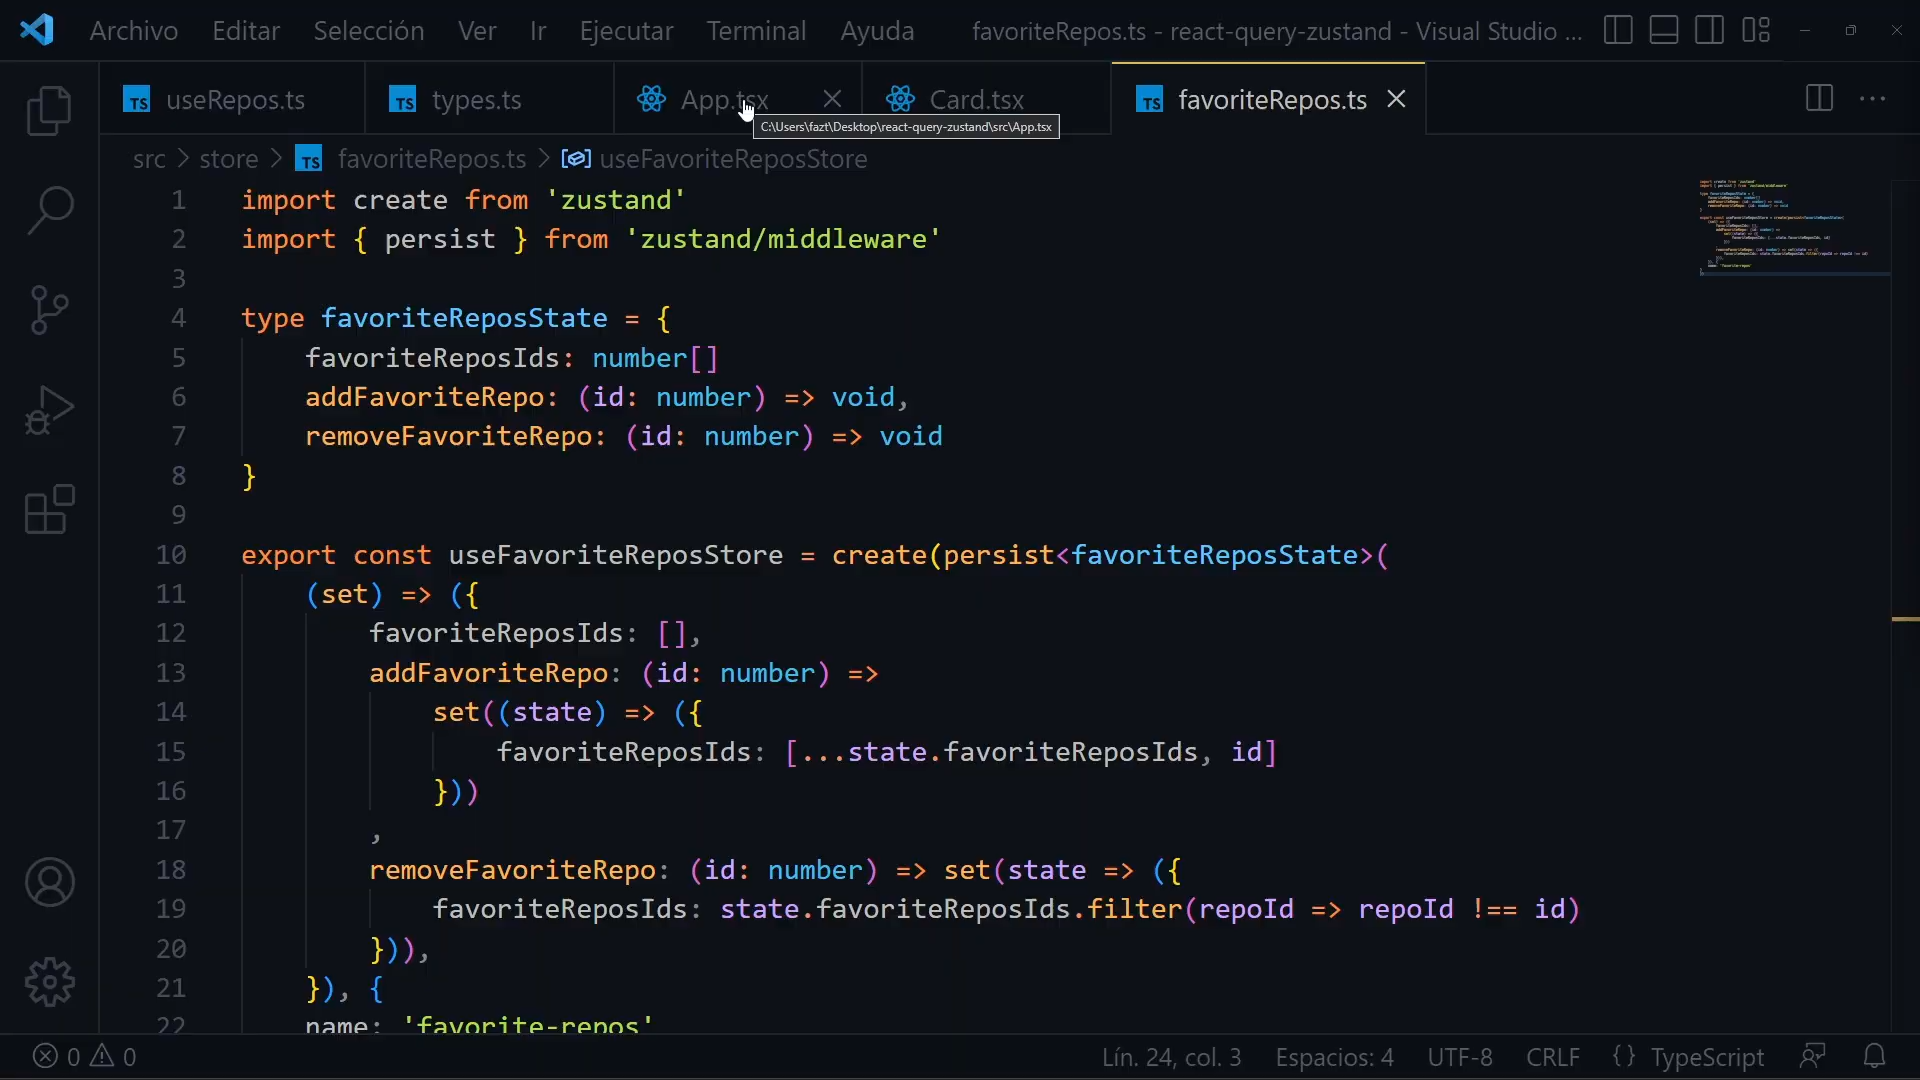 Archivo Editar Selección Ver Ir Ejecutar Terminal Ayuda favoriteRepos.ts - react-query-zustand - Visual Studio ...
TS useRepos.ts TS types.ts App.tsx Card.tsx TS favoriteRepos.ts
C:\Users\fazt\Desktop\react-query-zustand\src\App.tsx
src > store > TS favoriteRepos.ts > useFavoriteReposStore
1 import create from 'zustand'
2 import { persist } from 'zustand/middleware'
3
4 type favoriteReposState = {
5 favoriteReposIds: number[]
6 addFavoriteRepo: (id: number) => void,
7 removeFavoriteRepo: (id: number) => void
8 }
9
10 export const useFavoriteReposStore = create(persist<favoriteReposState>(
11 (set) => ({
12 favoriteReposIds: [],
13 addFavoriteRepo: (id: number) =>
14 set((state) => ({
15 favoriteReposIds: [...state.favoriteReposIds, id]
16 }))
17 ,
18 removeFavoriteRepo: (id: number) => set(state => ({
19 favoriteReposIds: state.favoriteReposIds.filter(repoId => repoId !== id)
20 })),
21 }), {
22 name: 'favorite-repos'
0 0 Lín. 24, col. 3 Espacios: 4 UTF-8 CRLF {} TypeScript